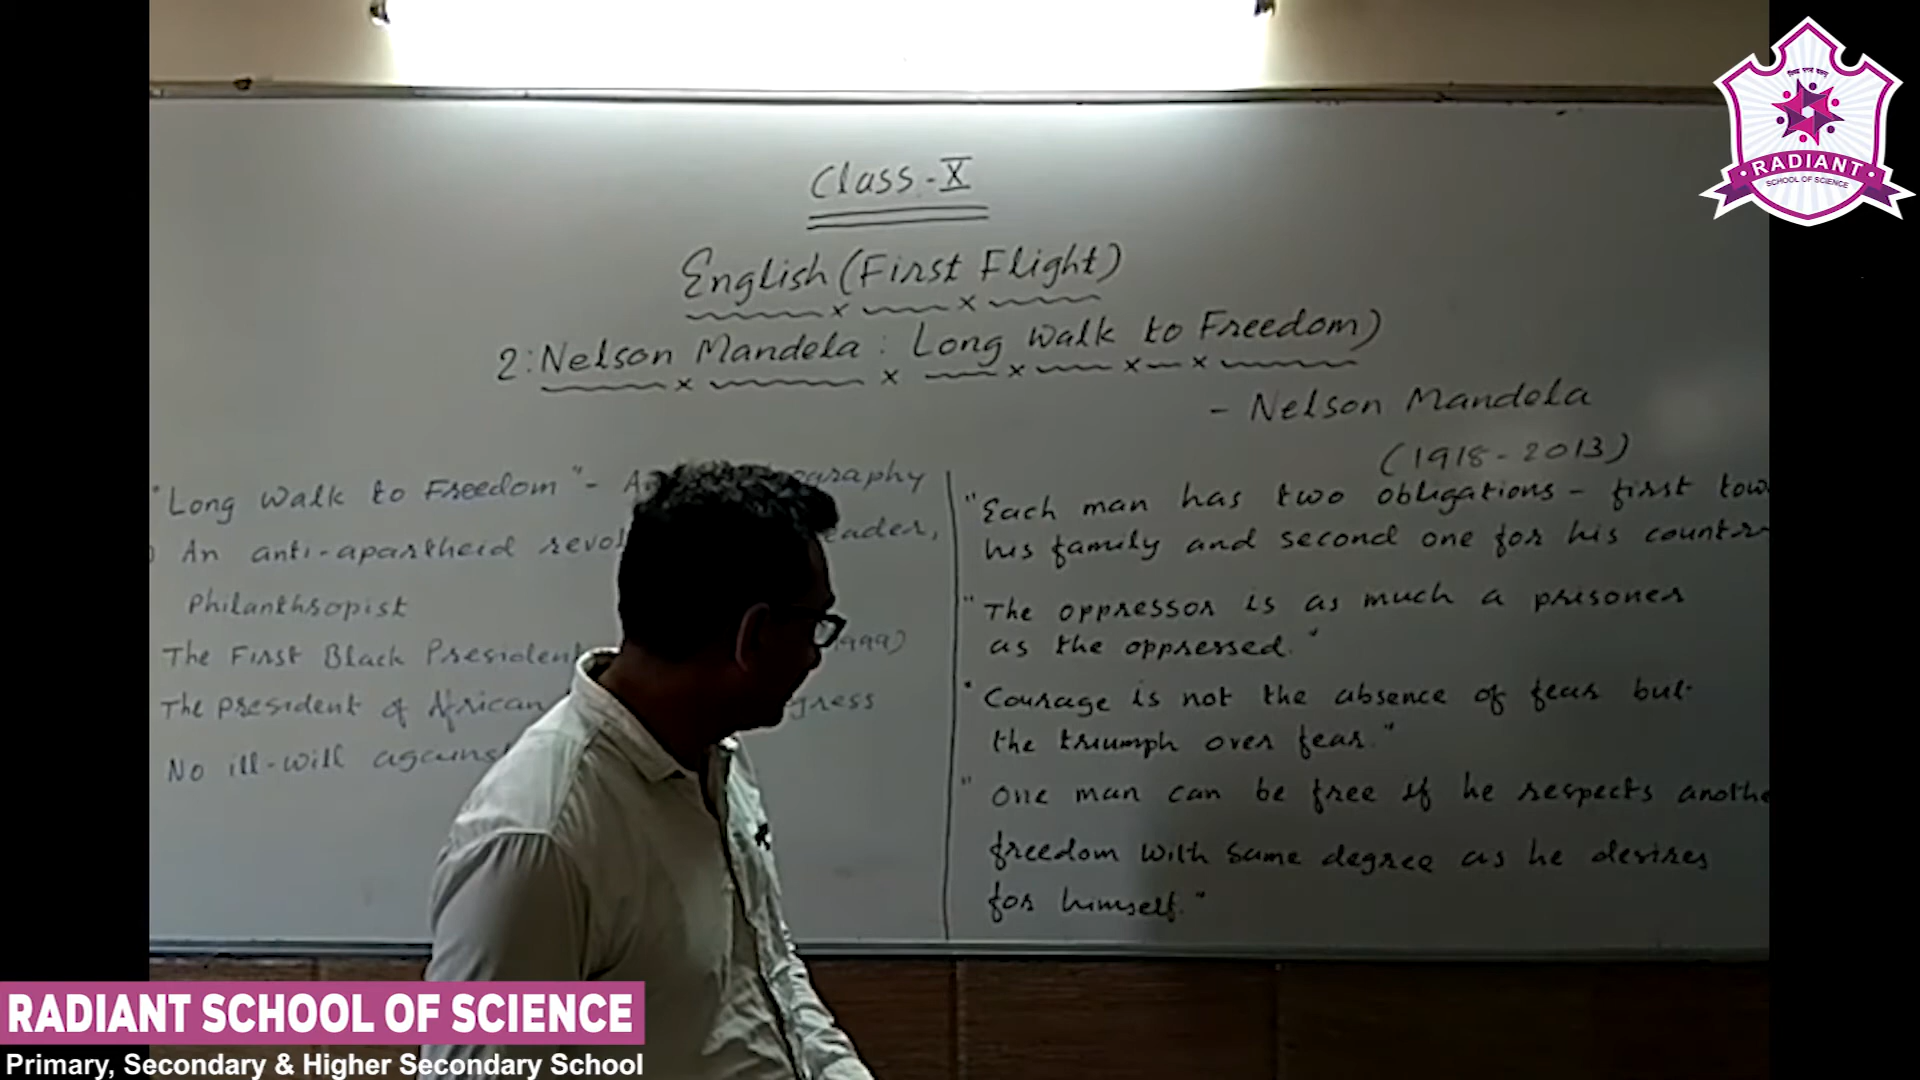 Class-X
English (First Flight)
2: Nelson Mandela: Long Walk to Freedom)
- Nelson Mandela
(1918-2013)
"Long Walk to Freedom" -
An anti-apartheid
Philanthropist
The First Black President 1999)
The president of African
No ill-will against
"Each man has two obligations - first
his family and second one for his
"The oppressor is as much a prisoner
as the oppressed."
"Courage is not the absence of fear but
the triumph over fear."
"One man can be free if he respects
freedom with same degree as he desires
for himself."
RADIANT
SCHOOL OF SCIENCE
RADIANT SCHOOL OF SCIENCE
Primary, Secondary & Higher Secondary School